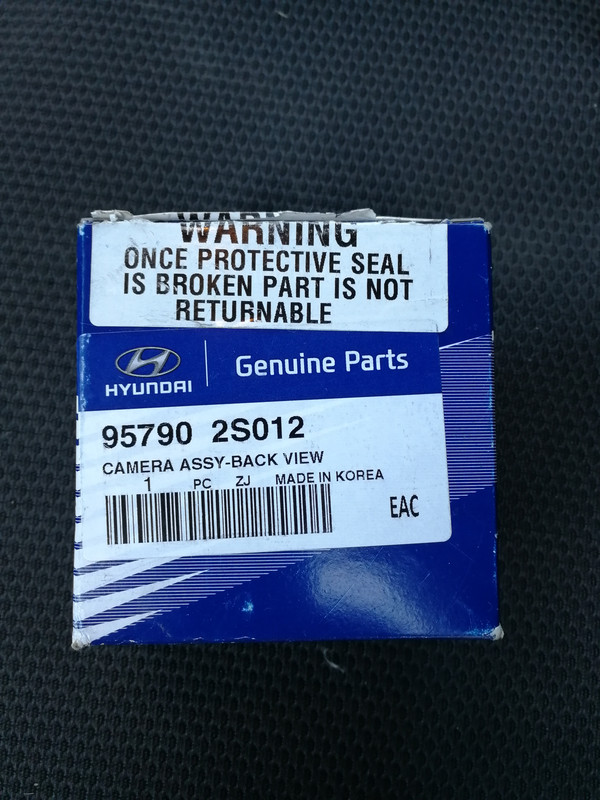 WARNING
ONCE PROTECTIVE SEAL
IS BROKEN PART IS NOT
RETURNABLE
HYUNDAI
Genuine Parts
95790 2S012
CAMERA ASSY-BACK VIEW
1 PC ZJ MADE IN KOREA
EAC